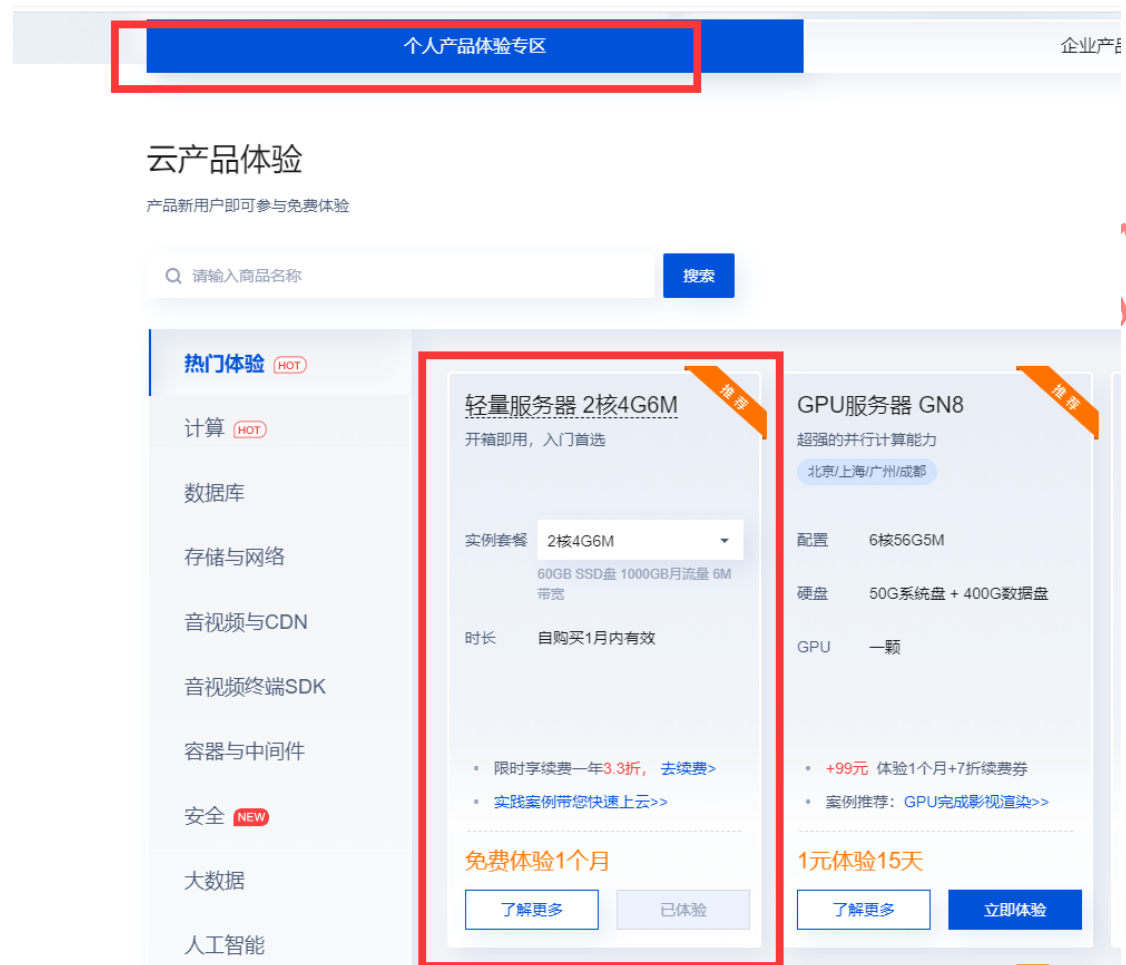 个人产品体验专区
企业产品
云产品体验
产品新用户即可参与免费体验
请输入商品名称
搜索
热门体验 HOT
计算 HOT
数据库
存储与网络
音视频与CDN
音视频终端SDK
容器与中间件
安全 NEW
大数据
人工智能
推荐
轻量服务器 2核4G6M
开箱即用，入门首选
实例套餐 2核4G6M
60GB SSD盘 1000GB月流量 6M
带宽
时长 自购买1月内有效
限时享续费一年3.3折，去续费>
实践案例带您快速上云>>
免费体验1个月
了解更多 已体验
推荐
GPU服务器 GN8
超强的并行计算能力
北京/上海/广州/成都
配置 6核56G5M
硬盘 50G系统盘 + 400G数据盘
GPU 一颗
+99元 体验1个月+7折续费券
案例推荐：GPU完成影视渲染>>
1元体验15天
了解更多 立即体验